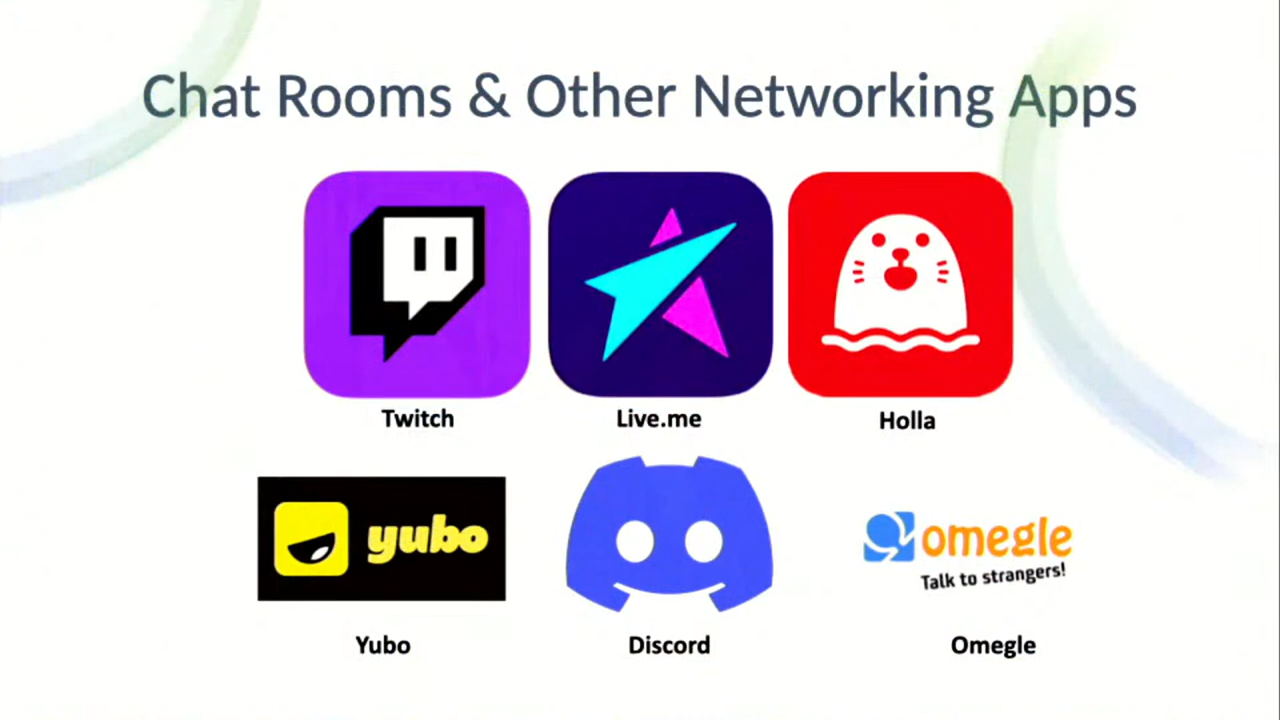 Chat Rooms & Other Networking Apps
Twitch
Live.me
Holla
yubo
omegle
Talk to strangers!
Yubo
Discord
Omegle